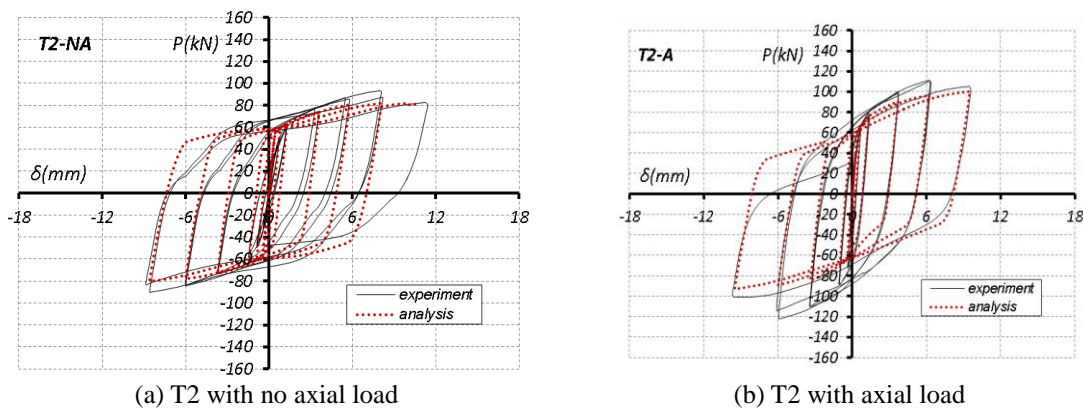 T2-NA
P(kN)
160
140
120
100
80
60
40
20
0
δ(mm)
-18 -12 -6 0 6 12 18
-20
-40
-60
-80
-100
-120
-140
-160
experiment
analysis
(a) T2 with no axial load
T2-A
P(kN)
160
140
120
100
80
60
40
20
0
δ(mm)
-18 -12 -6 0 6 12 18
-20
-40
-60
-80
-100
-120
-140
-160
experiment
analysis
(b) T2 with axial load